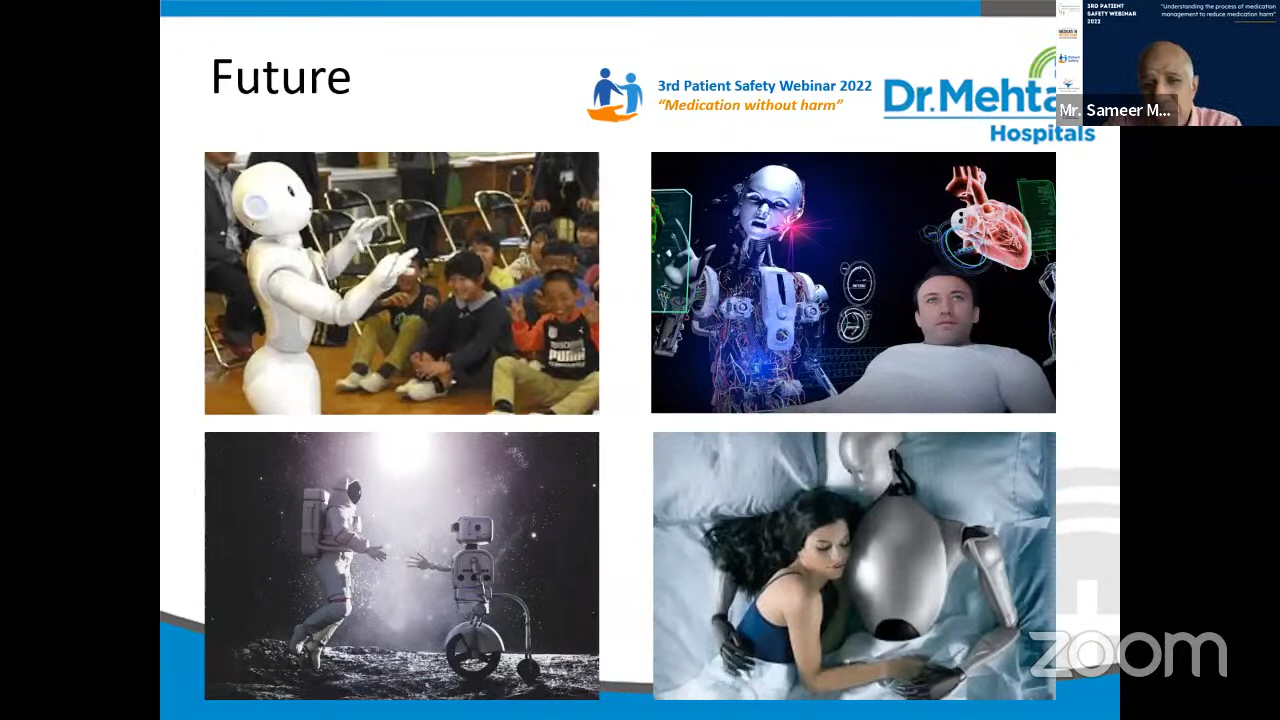 Future
3rd Patient Safety Webinar 2022
“Medication without harm”
Dr.Mehta
Hospitals
3RD PATIENT
SAFETY WEBINAR
2022
"Understanding the process of medication
management to reduce medication harm"
Mr. Sameer M...
PUMA
zoom